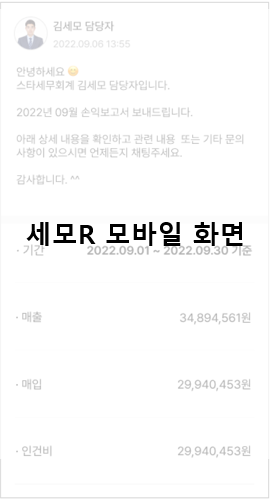 김세모 담당자
2022.09.06 13:55
안녕하세요 😄
스타세무회계 김세모 담당자입니다.
2022년 09월 손익보고서 보내드립니다.
아래 상세 내용을 확인하고 관련 내용 또는 기타 문의
사항이 있으시면 언제든지 채팅주세요.
감사합니다. ^^
세모R 모바일 화면
· 기간 2022.09.01 ~ 2022.09.30 기준
· 매출 34,894,561원
· 매입 29,940,453원
· 인건비 29,940,453원